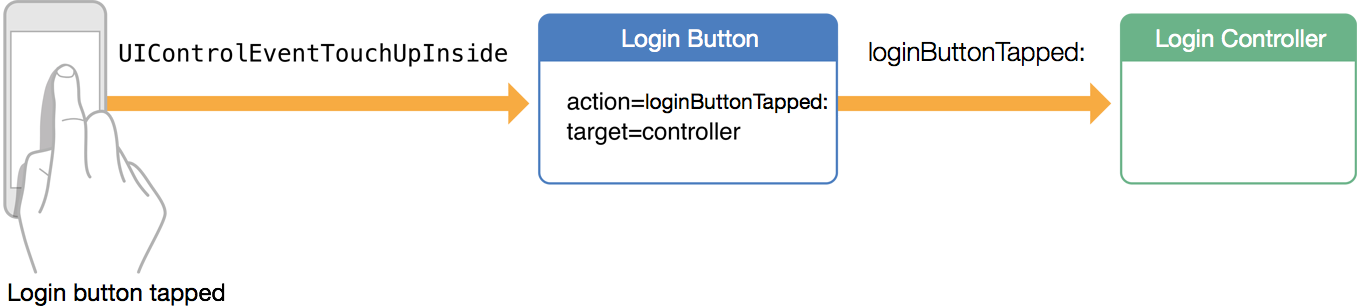 UIControlEventTouchUpInside
Login Button
loginButtonTapped:
Login Controller
action=loginButtonTapped:
target=controller
Login button tapped